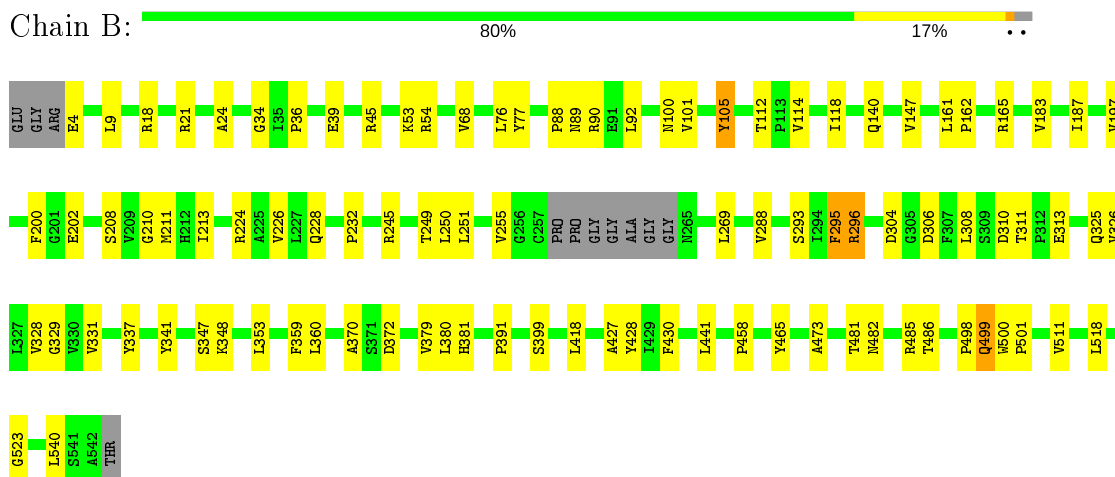 Chain B:
80% 17% ••
GLU GLY ARG E4 L9 R18 R21 A24 G34 I35 P36 E39 R45 K53 R54 V68 L76 Y77 P88 N89 R90 E91 L92 N100 V101 Y105 T112 P113 V114 I118 Q140 V147 L161 P162 R165 V183 I187 V197
F200 G201 E202 S208 V209 G210 M211 H212 I213 R224 A225 V226 L227 Q228 P232 R245 T249 L250 L251 V255 G256 C257 PRO PRO GLY GLY ALA GLY GLY N265 L269 V288 S293 I294 F295 R296 D304 G305 D306 F307 L308 S309 D310 T311 P312 E313 Q325 V326
L327 V328 G329 V330 V331 Y337 Y341 S347 K348 L353 F359 L360 A370 S371 D372 V379 L380 H381 P391 S399 L418 A427 Y428 I429 F430 L441 P458 Y465 A473 T481 N482 R485 T486 P498 Q499 W500 P501 V511 L518
G523 L540 S541 A542 THR